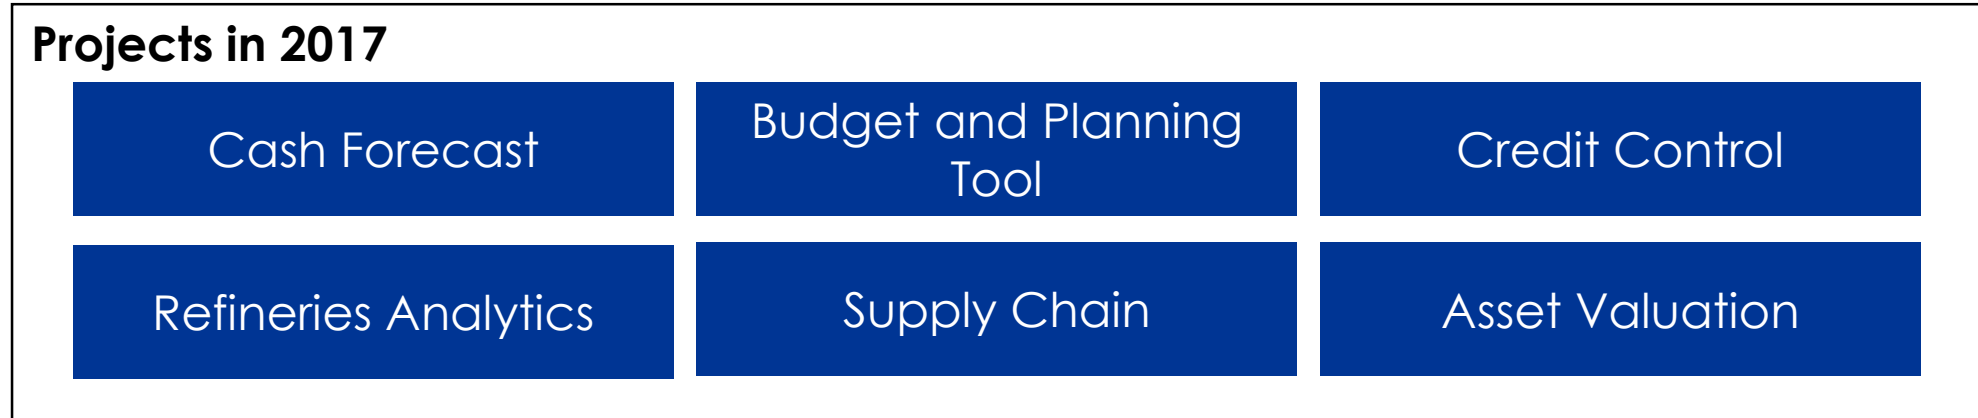 Projects in 2017
Cash Forecast
Budget and Planning
Tool
Credit Control
Refineries Analytics
Supply Chain
Asset Valuation